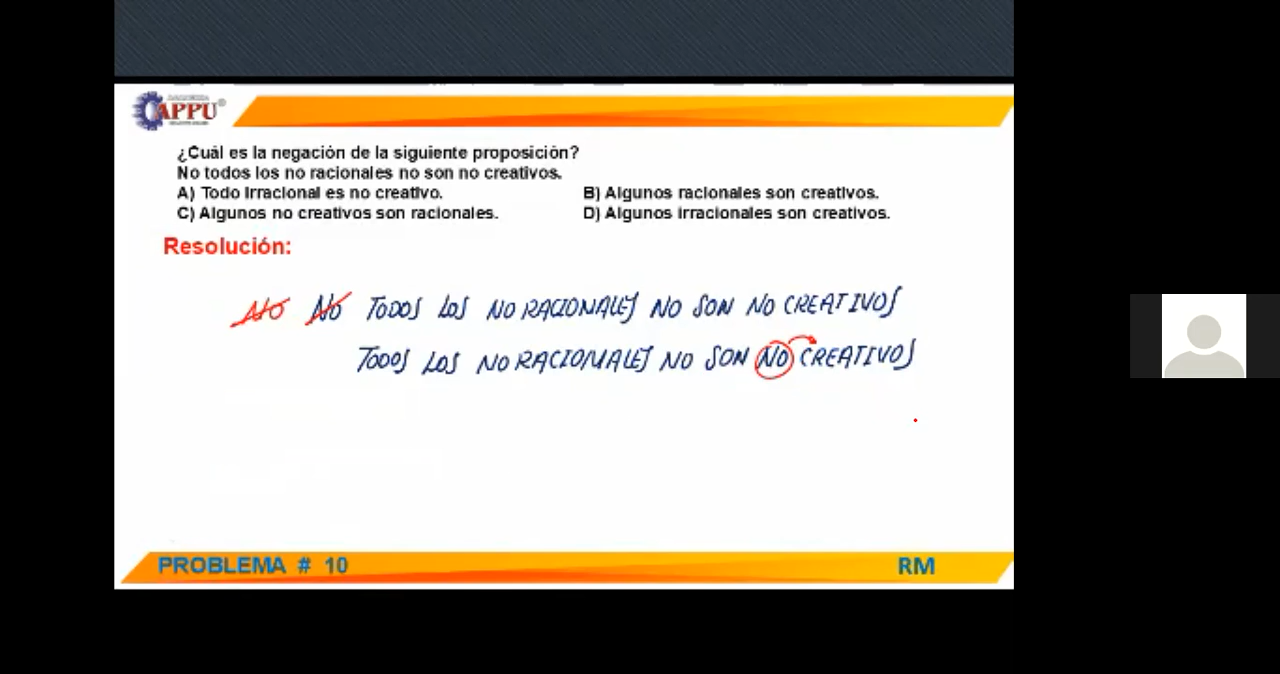 CAPPU
¿Cuál es la negación de la siguiente proposición?
No todos los no racionales no son no creativos.
A) Todo irracional es no creativo. B) Algunos racionales son creativos.
C) Algunos no creativos son racionales. D) Algunos irracionales son creativos.
Resolución:
NO NO TODOS LOS NO RACIONALES NO SON NO CREATIVOS
TODOS LOS NO RACIONALES NO SON NO CREATIVOS
PROBLEMA # 10 RM